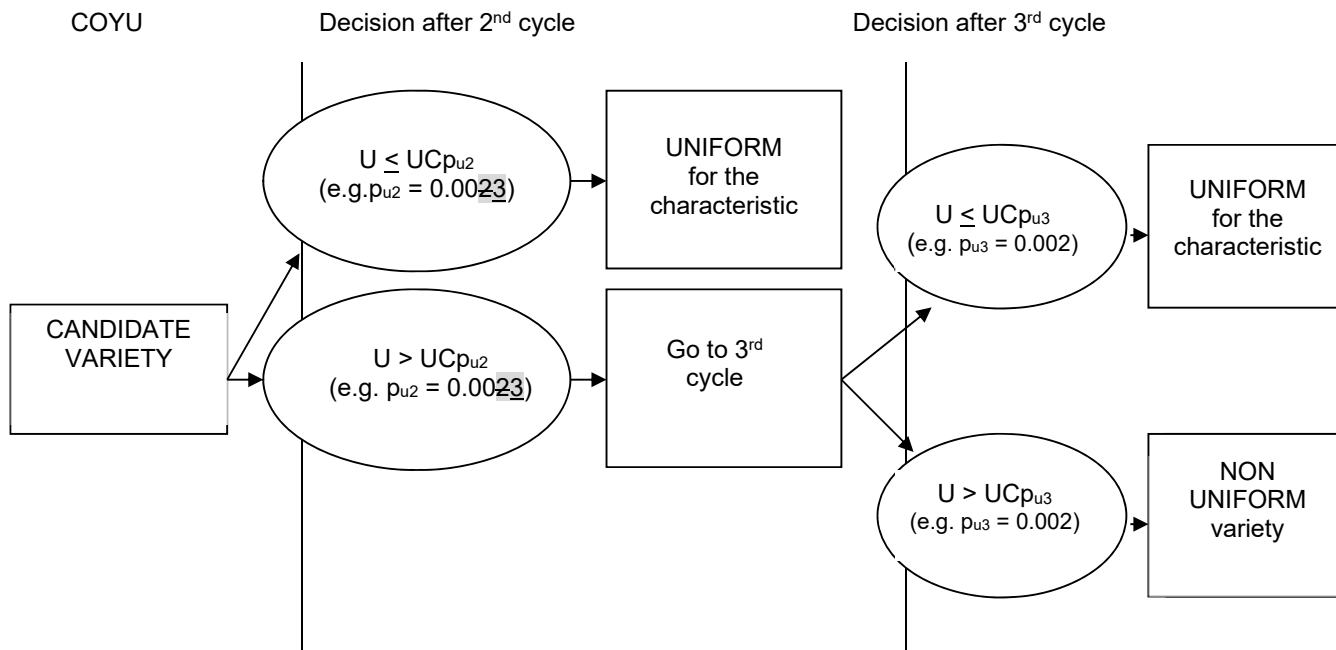 COYU
Decision after 2nd cycle
Decision after 3rd cycle
U ≤ UCpu2
(e.g.pu2 = 0.0023)
UNIFORM
for the
characteristic
U ≤ UCpu3
(e.g. pu3 = 0.002)
UNIFORM
for the
characteristic
CANDIDATE
VARIETY
U > UCpu2
(e.g. pu2 = 0.0023)
Go to 3rd
cycle
U > UCpu3
(e.g. pu3 = 0.002)
NON
UNIFORM
variety